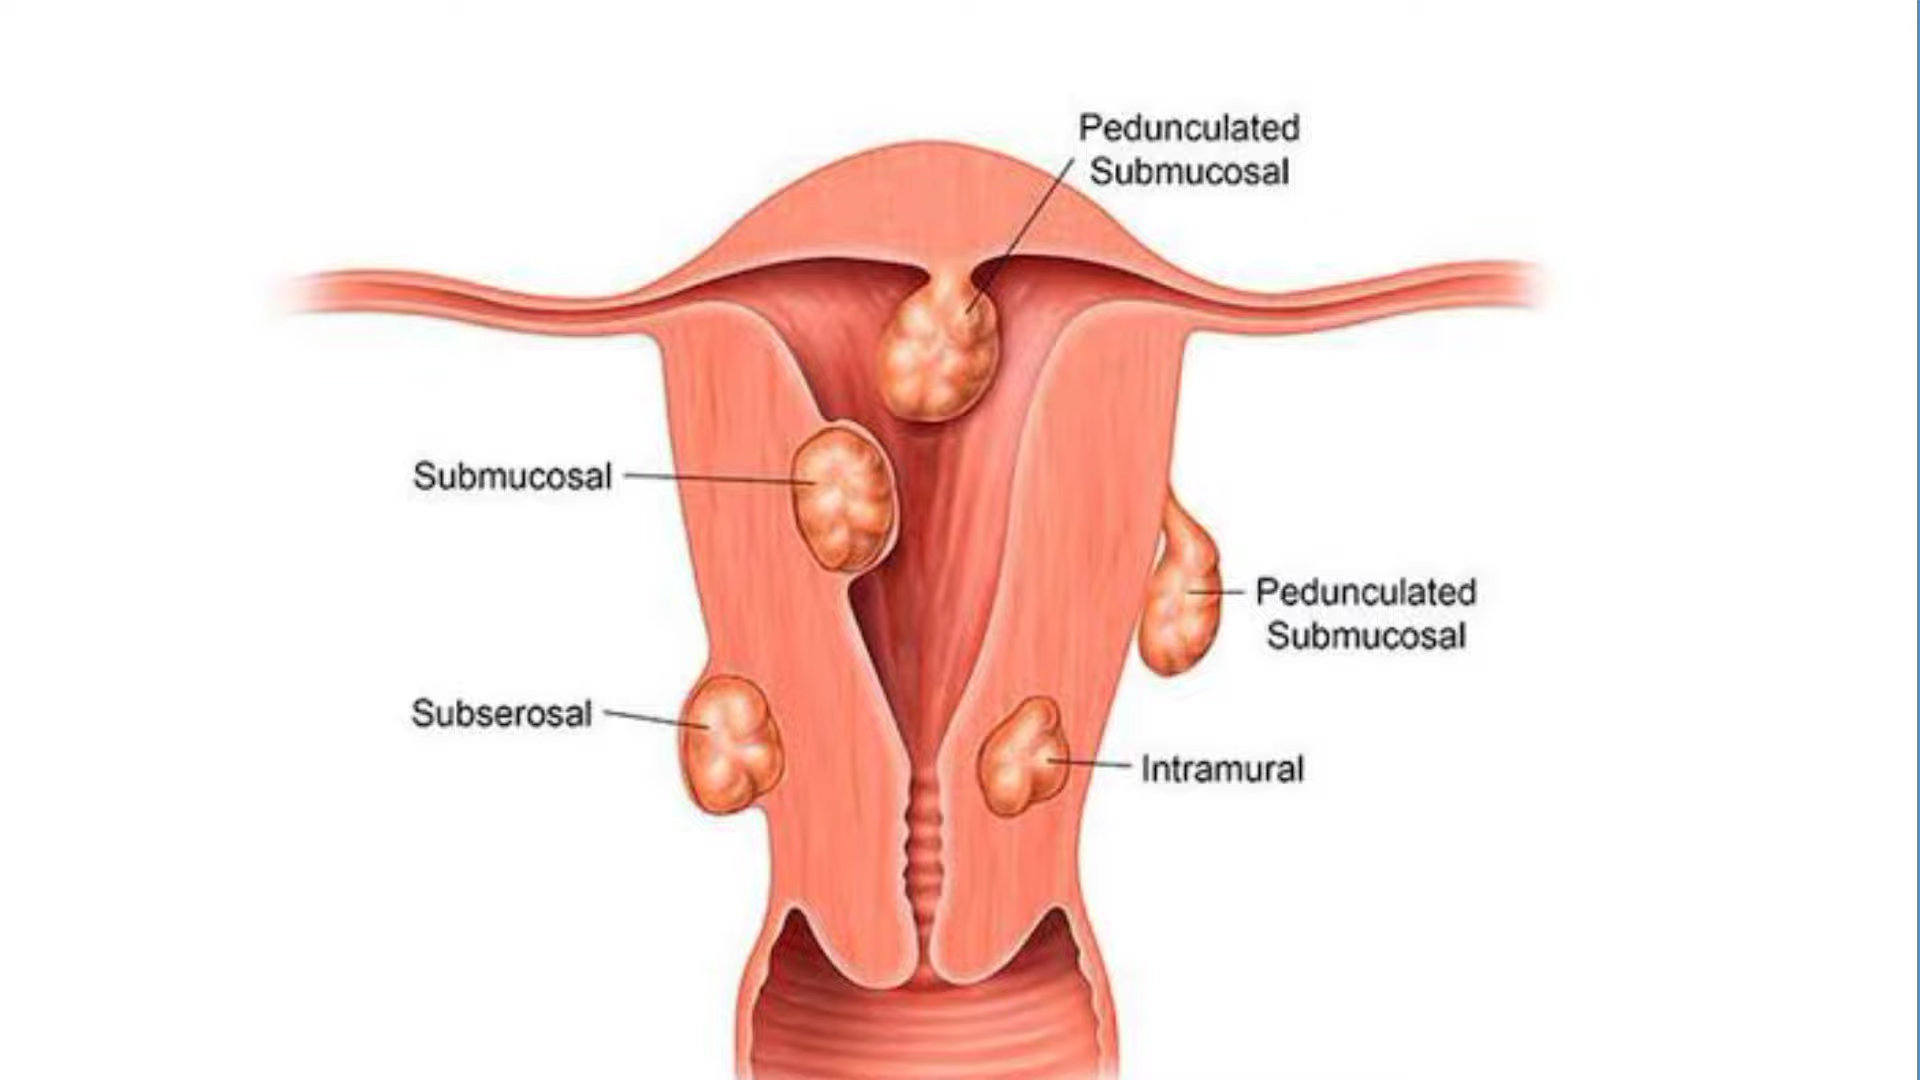 Pedunculated
Submucosal
Submucosal
Pedunculated
Submucosal
Subserosal
Intramural